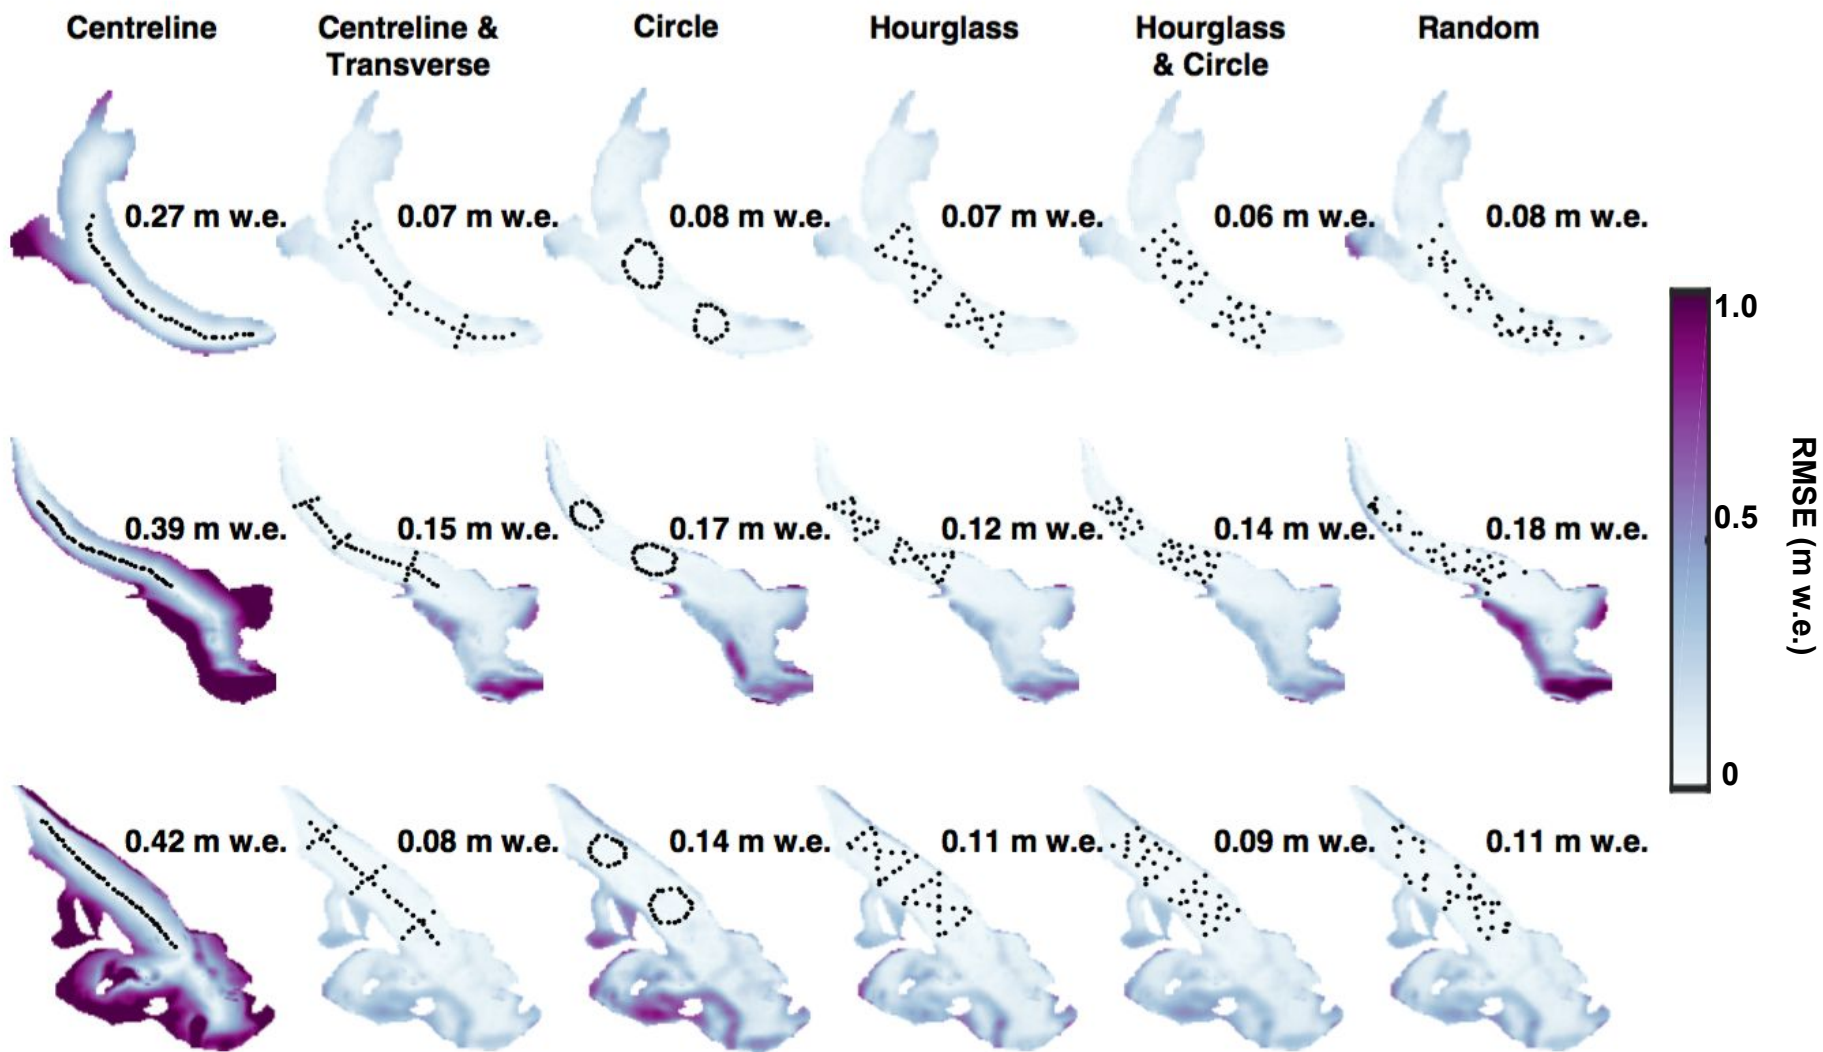 Centreline
Centreline &
Transverse
Circle
Hourglass
Hourglass
& Circle
Random
0.27 m w.e.
0.07 m w.e.
0.08 m w.e.
0.07 m w.e.
0.06 m w.e.
0.08 m w.e.
0.39 m w.e.
0.15 m w.e.
0.17 m w.e.
0.12 m w.e.
0.14 m w.e.
0.18 m w.e.
0.42 m w.e.
0.08 m w.e.
0.14 m w.e.
0.11 m w.e.
0.09 m w.e.
0.11 m w.e.
1.0
0.5
0
RMSE (m w.e.)